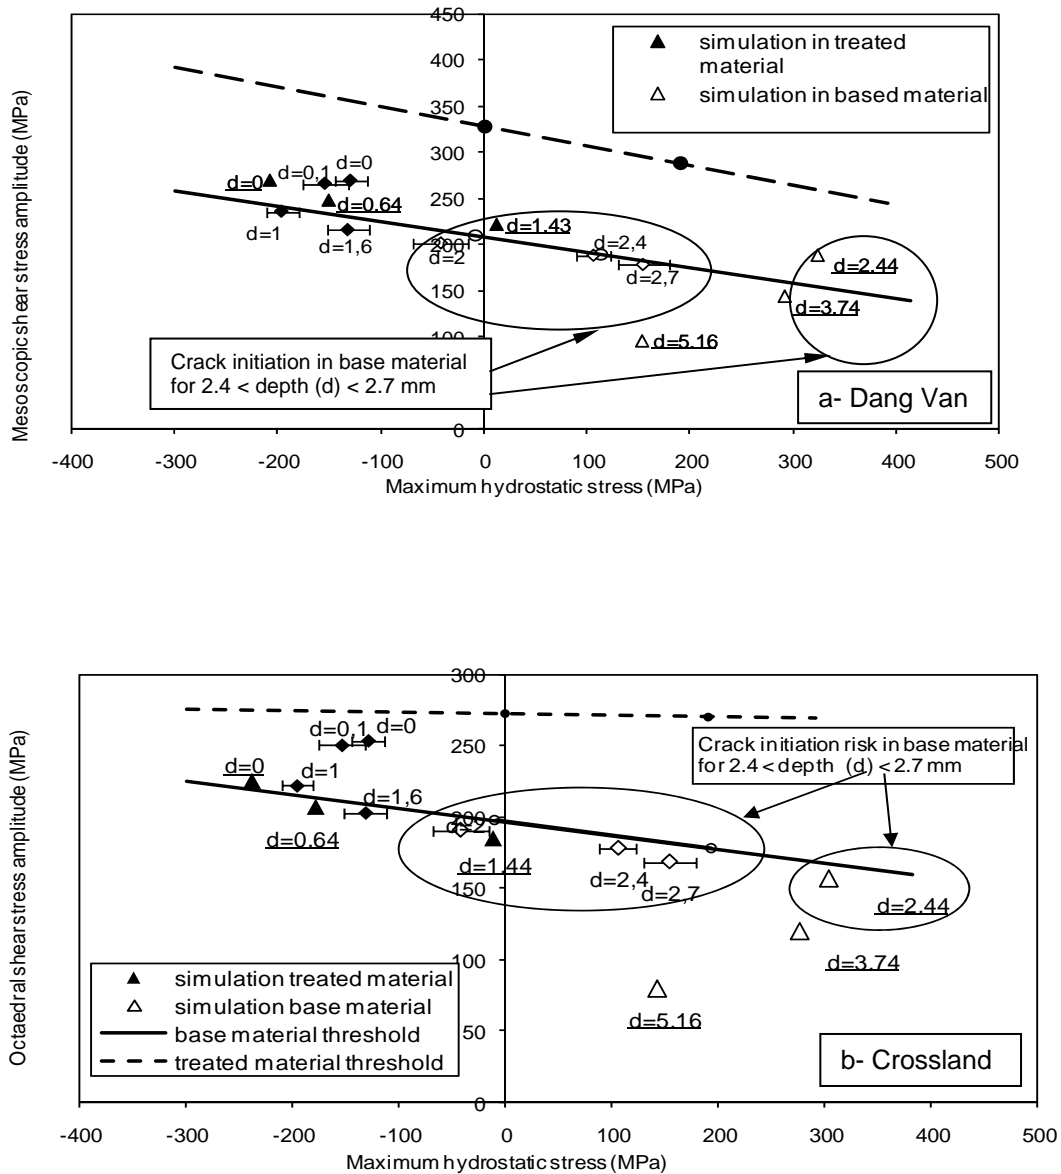 450
400
350
300
250
200
150
100
50
0
Mesoscopic shear stress amplitude (MPa)
simulation in treated
material
simulation in based material
d=0
d=0,1
d=0
d=0.64
d=1
d=1,6
d=2
d=1.43
d=2,4
d=2,7
d=2.44
d=3.74
d=5.16
Crack initiation in base material
for 2.4 < depth (d) < 2.7 mm
a- Dang Van
-400
-300
-200
-100
0
100
200
300
400
500
Maximum hydrostatic stress (MPa)
300
250
200
150
100
50
0
Octaedral shear stress amplitude (MPa)
d=0,1
d=0
d=0
d=1
d=1,6
d=0.64
d=2
d=1.44
d=2,4
d=2,7
d=2.44
d=3.74
d=5.16
Crack initiation risk in base material
for 2.4 < depth (d) < 2.7 mm
simulation treated material
simulation base material
base material threshold
treated material threshold
b- Crossland
-400
-300
-200
-100
0
100
200
300
400
500
Maximum hydrostatic stress (MPa)